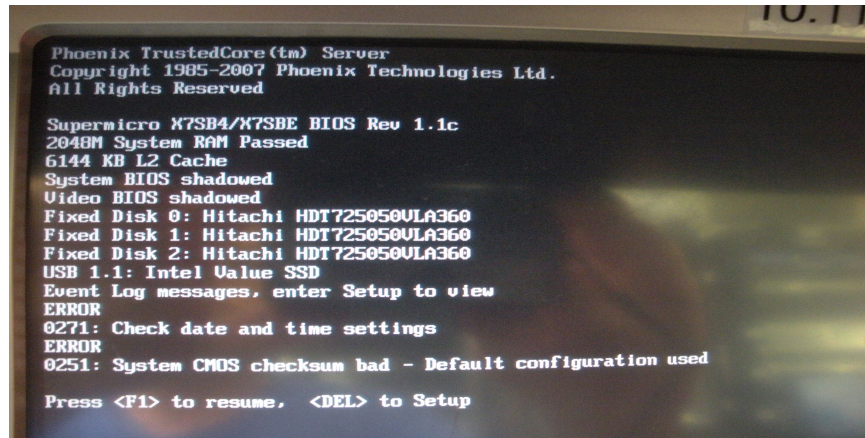 Phoenix TrustedCore(tm) Server
Copyright 1985-2007 Phoenix Technologies Ltd.
All Rights Reserved
Supermicro X7SB4/X7SBE BIOS Rev 1.1c
2048M System RAM Passed
6144 KB L2 Cache
System BIOS shadowed
Video BIOS shadowed
Fixed Disk 0: Hitachi HDT725050VLA360
Fixed Disk 1: Hitachi HDT725050VLA360
Fixed Disk 2: Hitachi HDT725050VLA360
USB 1.1: Intel Value SSD
Event Log messages, enter Setup to view
ERROR
0271: Check date and time settings
ERROR
0251: System CMOS checksum bad - Default configuration used
Press <F1> to resume, <DEL> to Setup